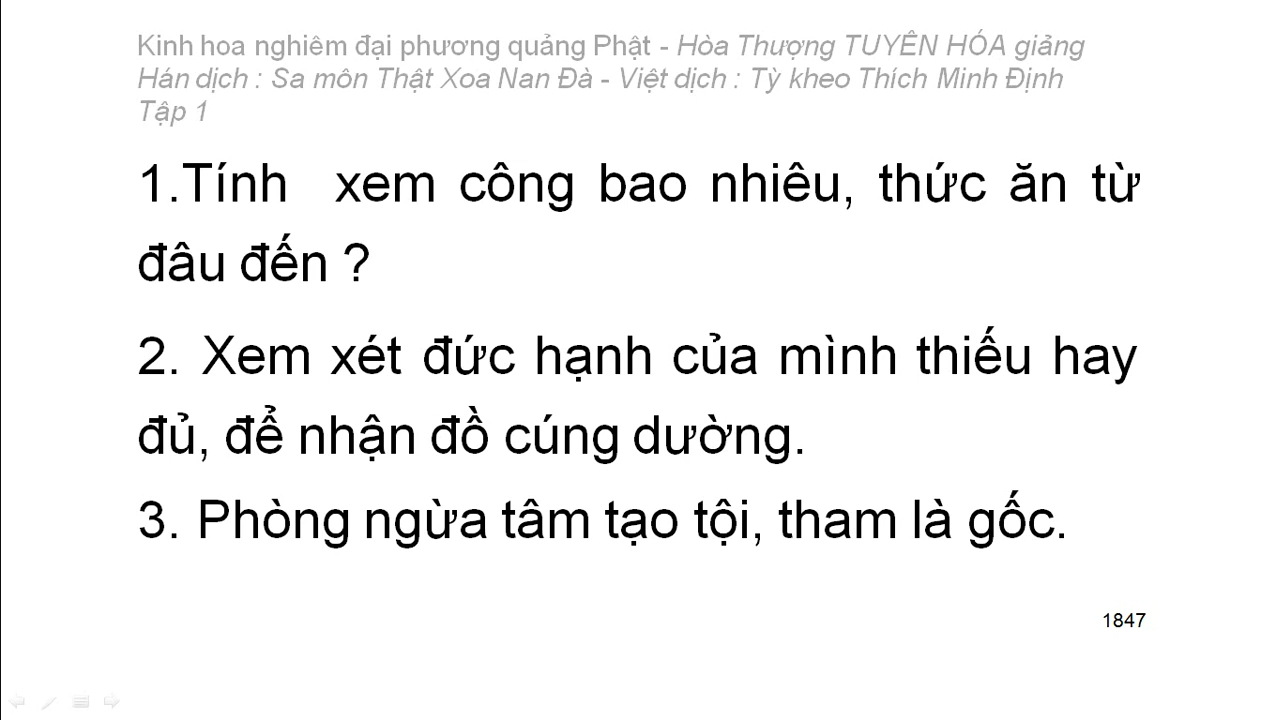 Kinh hoa nghiêm đại phương quảng Phật - Hòa Thượng TUYÊN HÓA giảng
Hán dịch : Sa môn Thật Xoa Nan Đà - Việt dịch : Tỳ kheo Thích Minh Định
Tập 1
1.Tính xem công bao nhiêu, thức ăn từ
đâu đến ?
2. Xem xét đức hạnh của mình thiếu hay
đủ, để nhận đồ cúng dường.
3. Phòng ngừa tâm tạo tội, tham là gốc.
1847